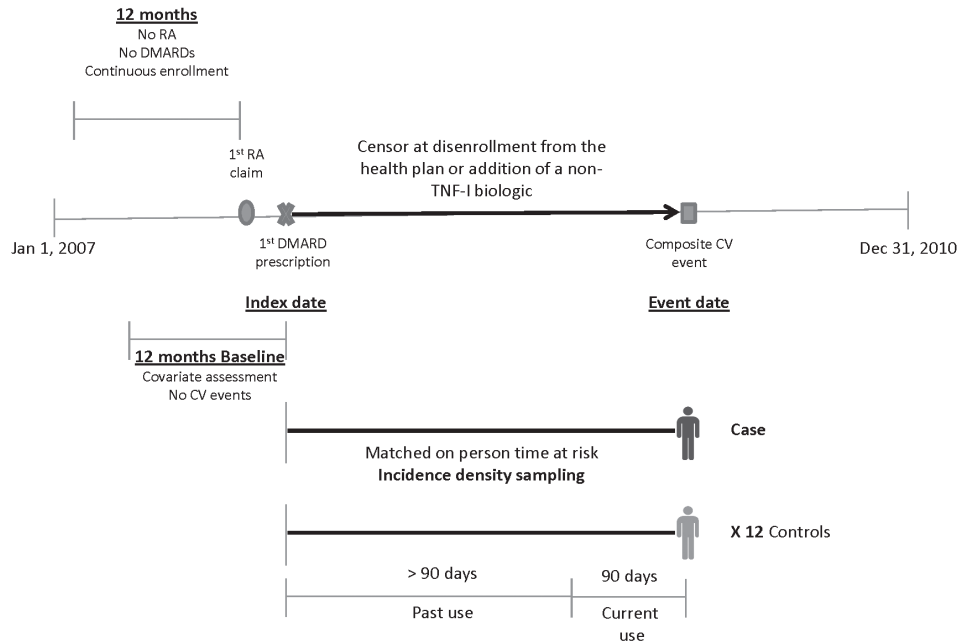 12 months
No RA
No DMARDs
Continuous enrollment
1st RA
claim
Censor at disenrollment from the
health plan or addition of a non-
TNF-I biologic
Jan 1, 2007
1st DMARD
prescription
Composite CV
event
Dec 31, 2010
Index date
Event date
12 months Baseline
Covariate assessment
No CV events
Case
Matched on person time at risk
Incidence density sampling
X 12 Controls
> 90 days
90 days
Past use
Current
use